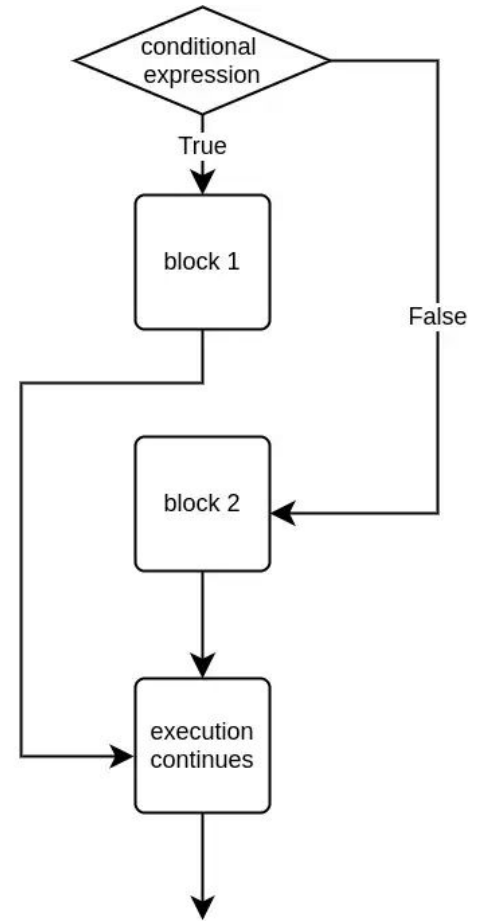 conditional
expression
True
block 1
False
block 2
execution
continues